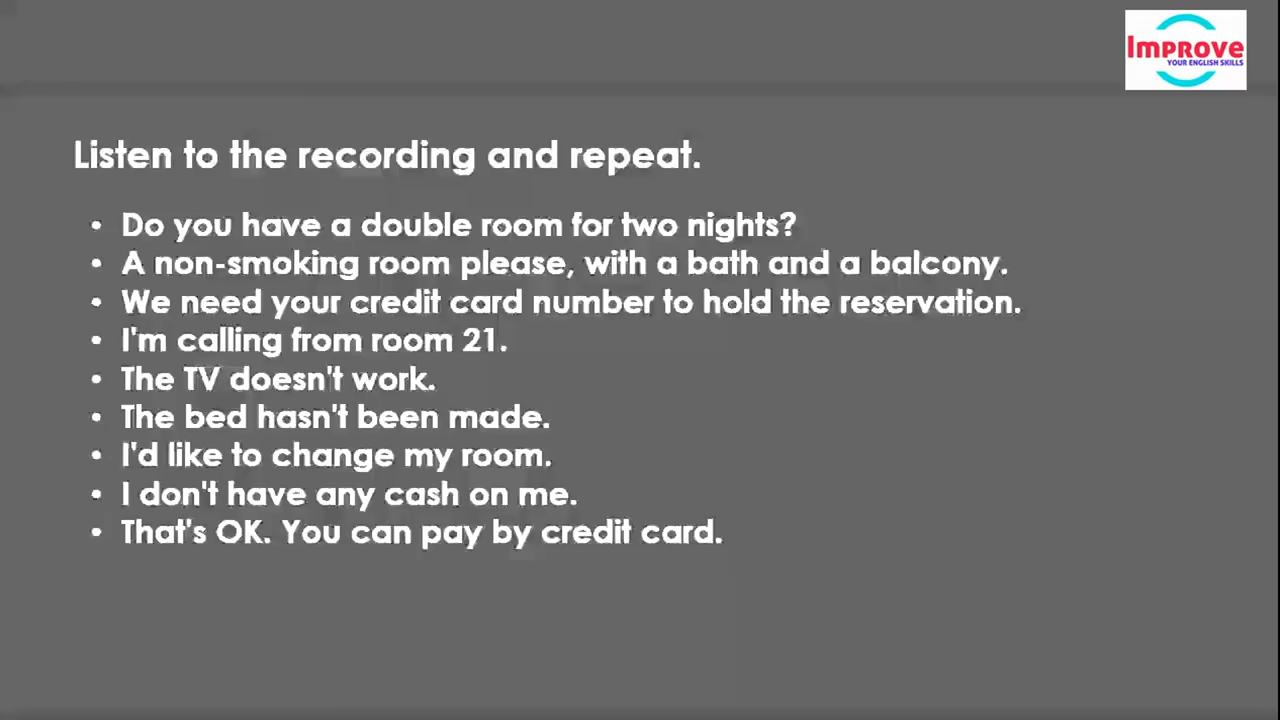 Improve
YOUR ENGLISH SKILLS
Listen to the recording and repeat.
• Do you have a double room for two nights?
• A non-smoking room please, with a bath and a balcony.
• We need your credit card number to hold the reservation.
• I'm calling from room 21.
• The TV doesn't work.
• The bed hasn't been made.
• I'd like to change my room.
• I don't have any cash on me.
• That's OK. You can pay by credit card.